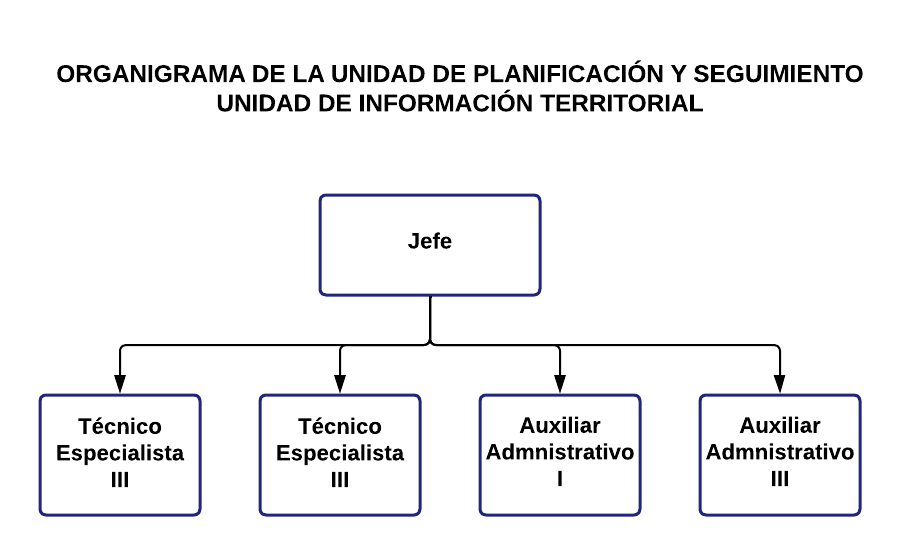 ORGANIGRAMA DE LA UNIDAD DE PLANIFICACIÓN Y SEGUIMIENTO
UNIDAD DE INFORMACIÓN TERRITORIAL
Jefe
Técnico
Especialista
III
Técnico
Especialista
III
Auxiliar
Admnistrativo
I
Auxiliar
Admnistrativo
III